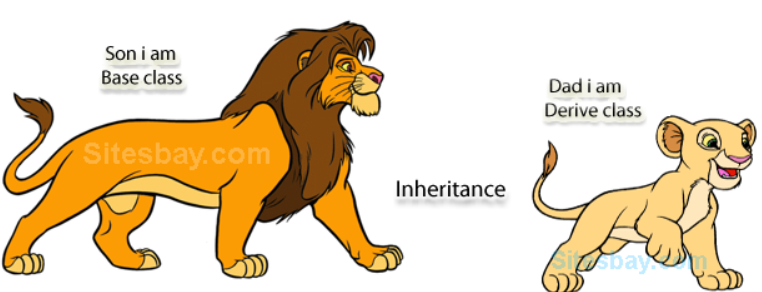 Son i am
Base class
Dad i am
Derive class
Sitesbay.com
Inheritance
Sitesbay.com